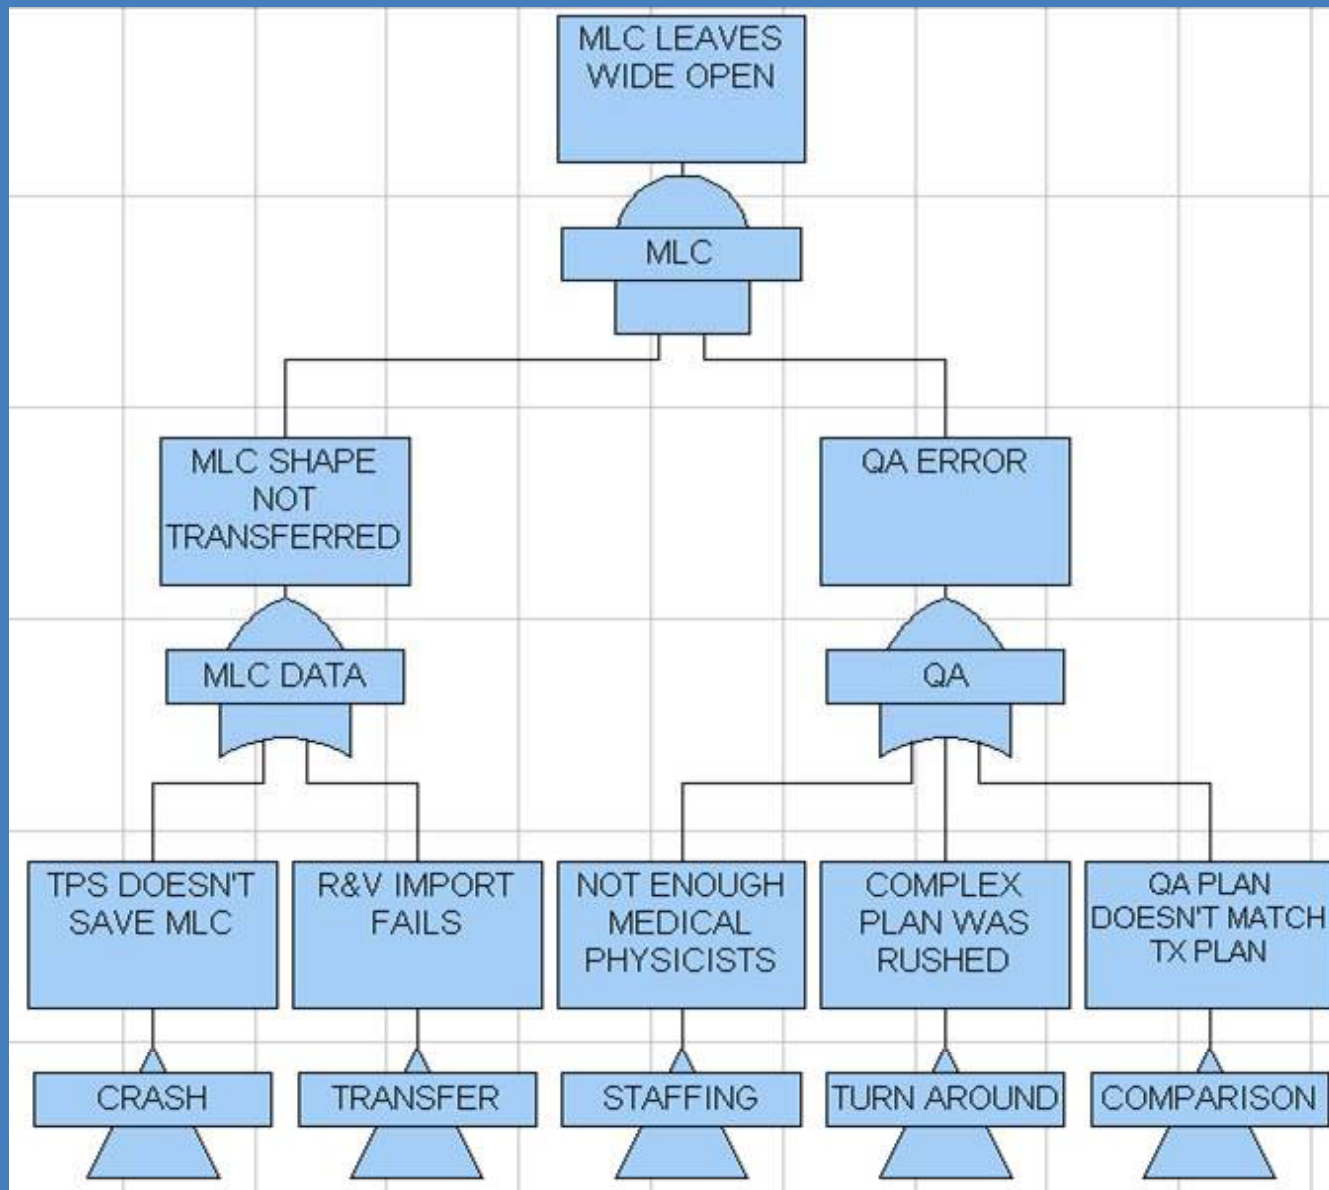 MLC LEAVES
WIDE OPEN
MLC
MLC SHAPE
NOT
TRANSFERRED
QA ERROR
MLC DATA
QA
TPS DOESN'T
SAVE MLC
R&V IMPORT
FAILS
NOT ENOUGH
MEDICAL
PHYSICISTS
COMPLEX
PLAN WAS
RUSHED
QA PLAN
DOESN'T MATCH
TX PLAN
CRASH
TRANSFER
STAFFING
TURN AROUND
COMPARISON